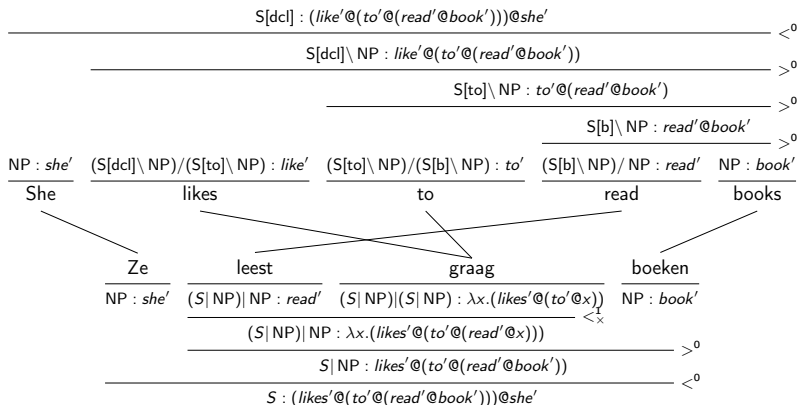 S[dcl] : (like′@(to′@(read′@book′)))@she′
<⁰
S[dcl]\ NP : like′@(to′@(read′@book′))
>⁰
S[to]\ NP : to′@(read′@book′)
>⁰
S[b]\ NP : read′@book′
>⁰
NP : she′ (S[dcl]\ NP)/(S[to]\ NP) : like′ (S[to]\ NP)/(S[b]\ NP) : to′ (S[b]\ NP)/ NP : read′ NP : book′
She likes to read books
Ze leest graag boeken
NP : she′ (S| NP)| NP : read′ (S| NP)|(S| NP) : λx.(likes′@(to′@x)) NP : book′
<¹×
(S| NP)| NP : λx.(likes′@(to′@(read′@x)))
>⁰
S| NP : likes′@(to′@(read′@book′))
<⁰
S : (likes′@(to′@(read′@book′)))@she′